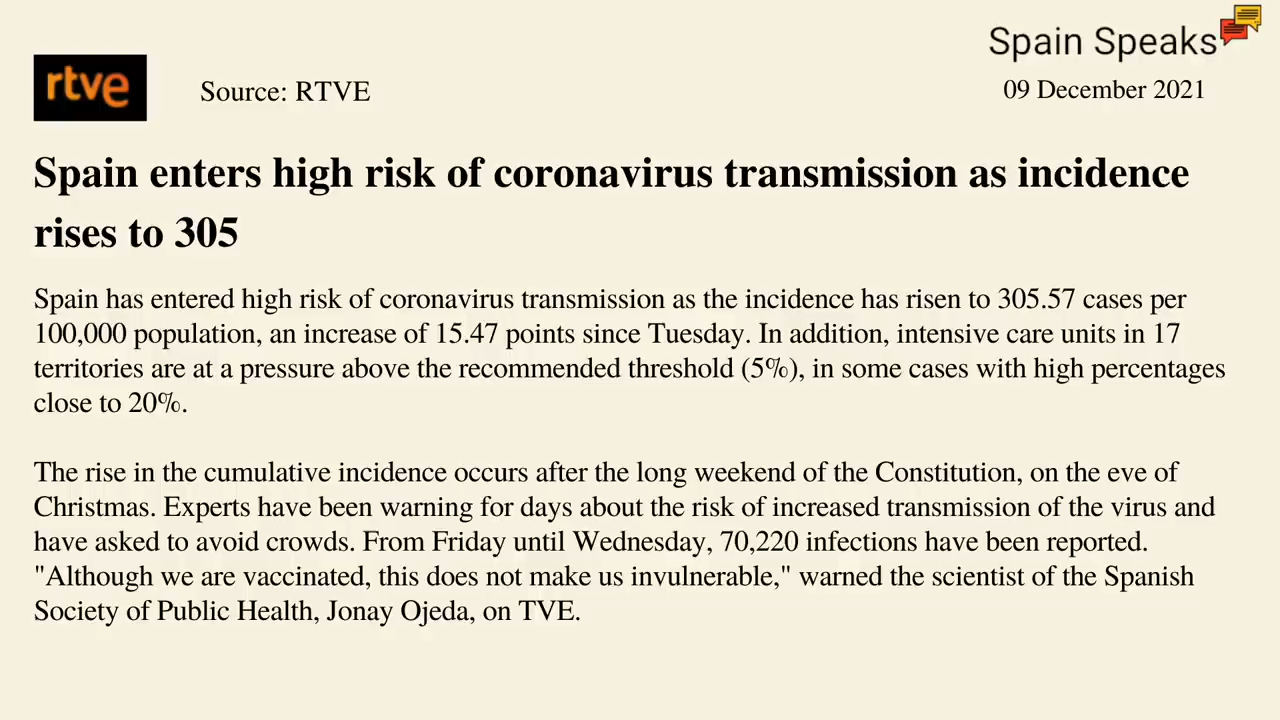 Spain Speaks
rtve
Source: RTVE
09 December 2021
Spain enters high risk of coronavirus transmission as incidence
rises to 305
Spain has entered high risk of coronavirus transmission as the incidence has risen to 305.57 cases per
100,000 population, an increase of 15.47 points since Tuesday. In addition, intensive care units in 17
territories are at a pressure above the recommended threshold (5%), in some cases with high percentages
close to 20%.
The rise in the cumulative incidence occurs after the long weekend of the Constitution, on the eve of
Christmas. Experts have been warning for days about the risk of increased transmission of the virus and
have asked to avoid crowds. From Friday until Wednesday, 70,220 infections have been reported.
"Although we are vaccinated, this does not make us invulnerable," warned the scientist of the Spanish
Society of Public Health, Jonay Ojeda, on TVE.